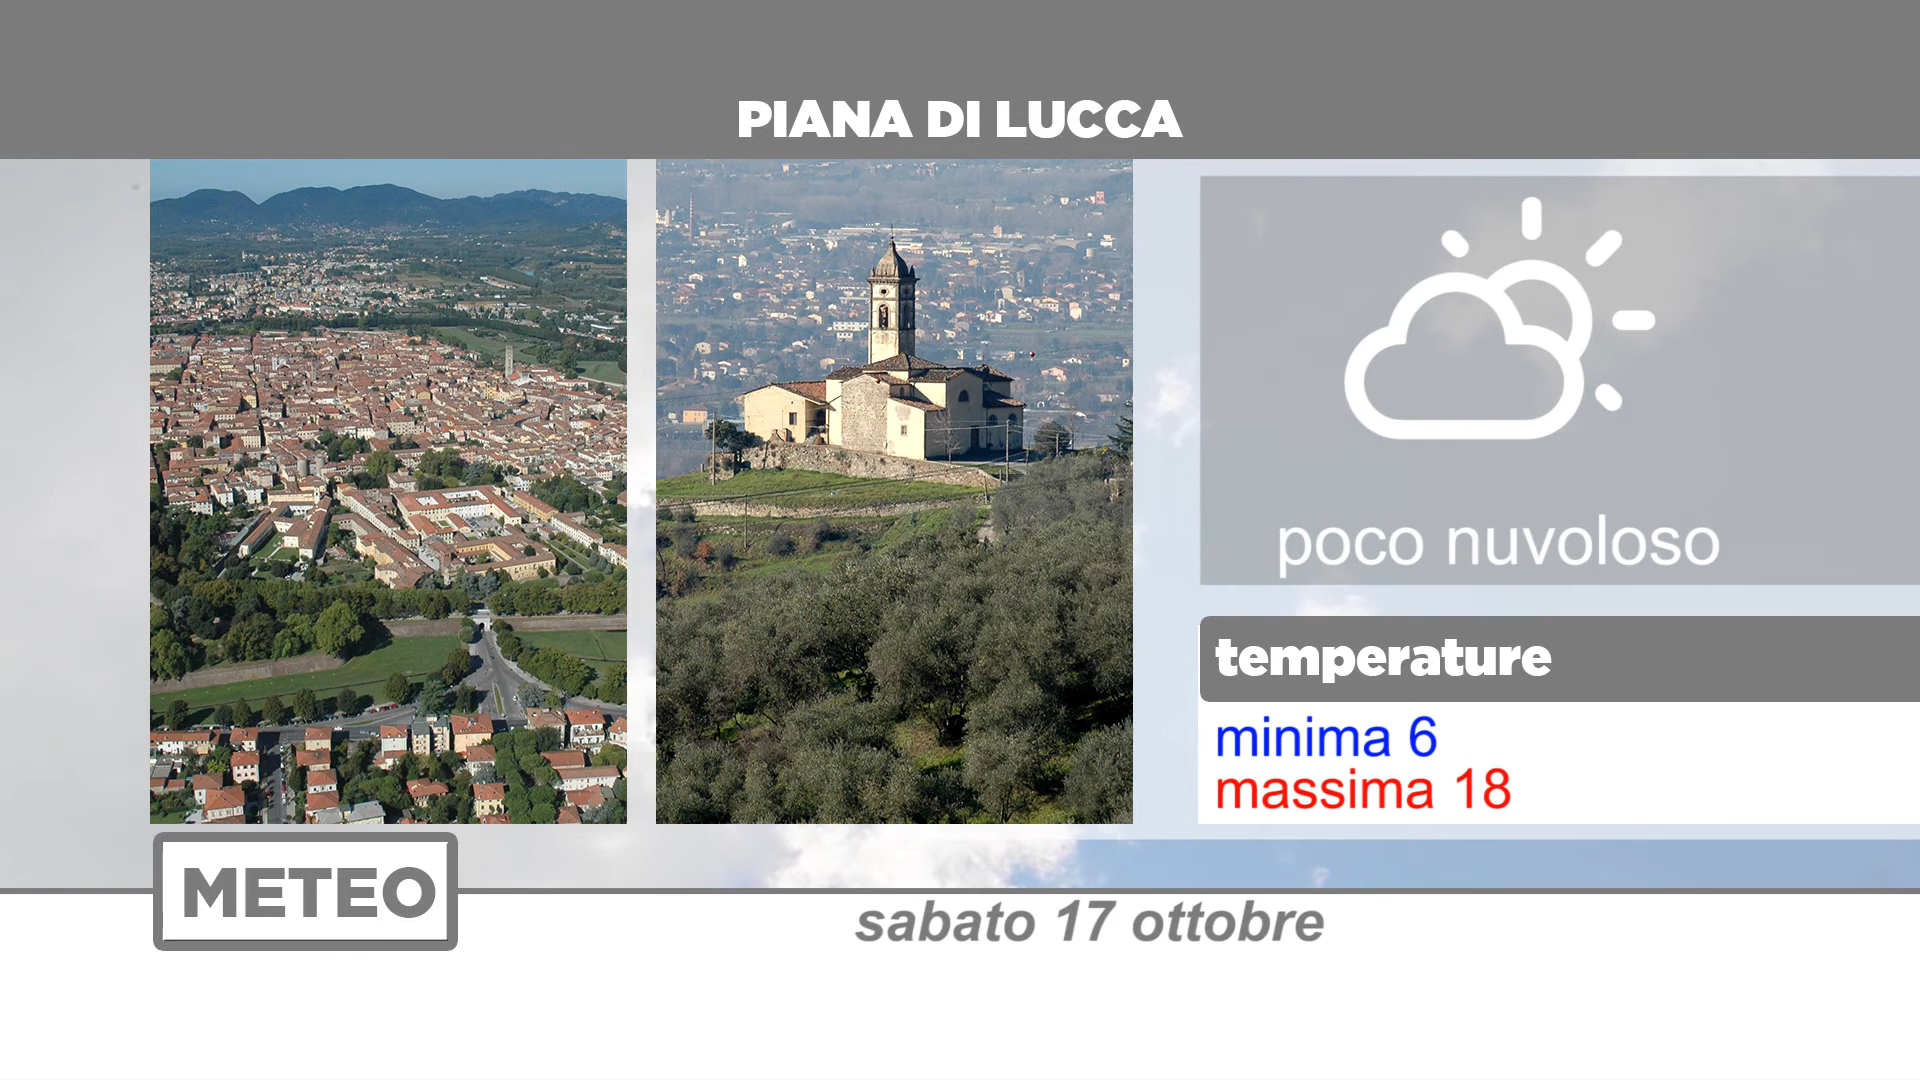 PIANA DI LUCCA
poco nuvoloso
temperature
minima 6
massima 18
METEO
sabato 17 ottobre